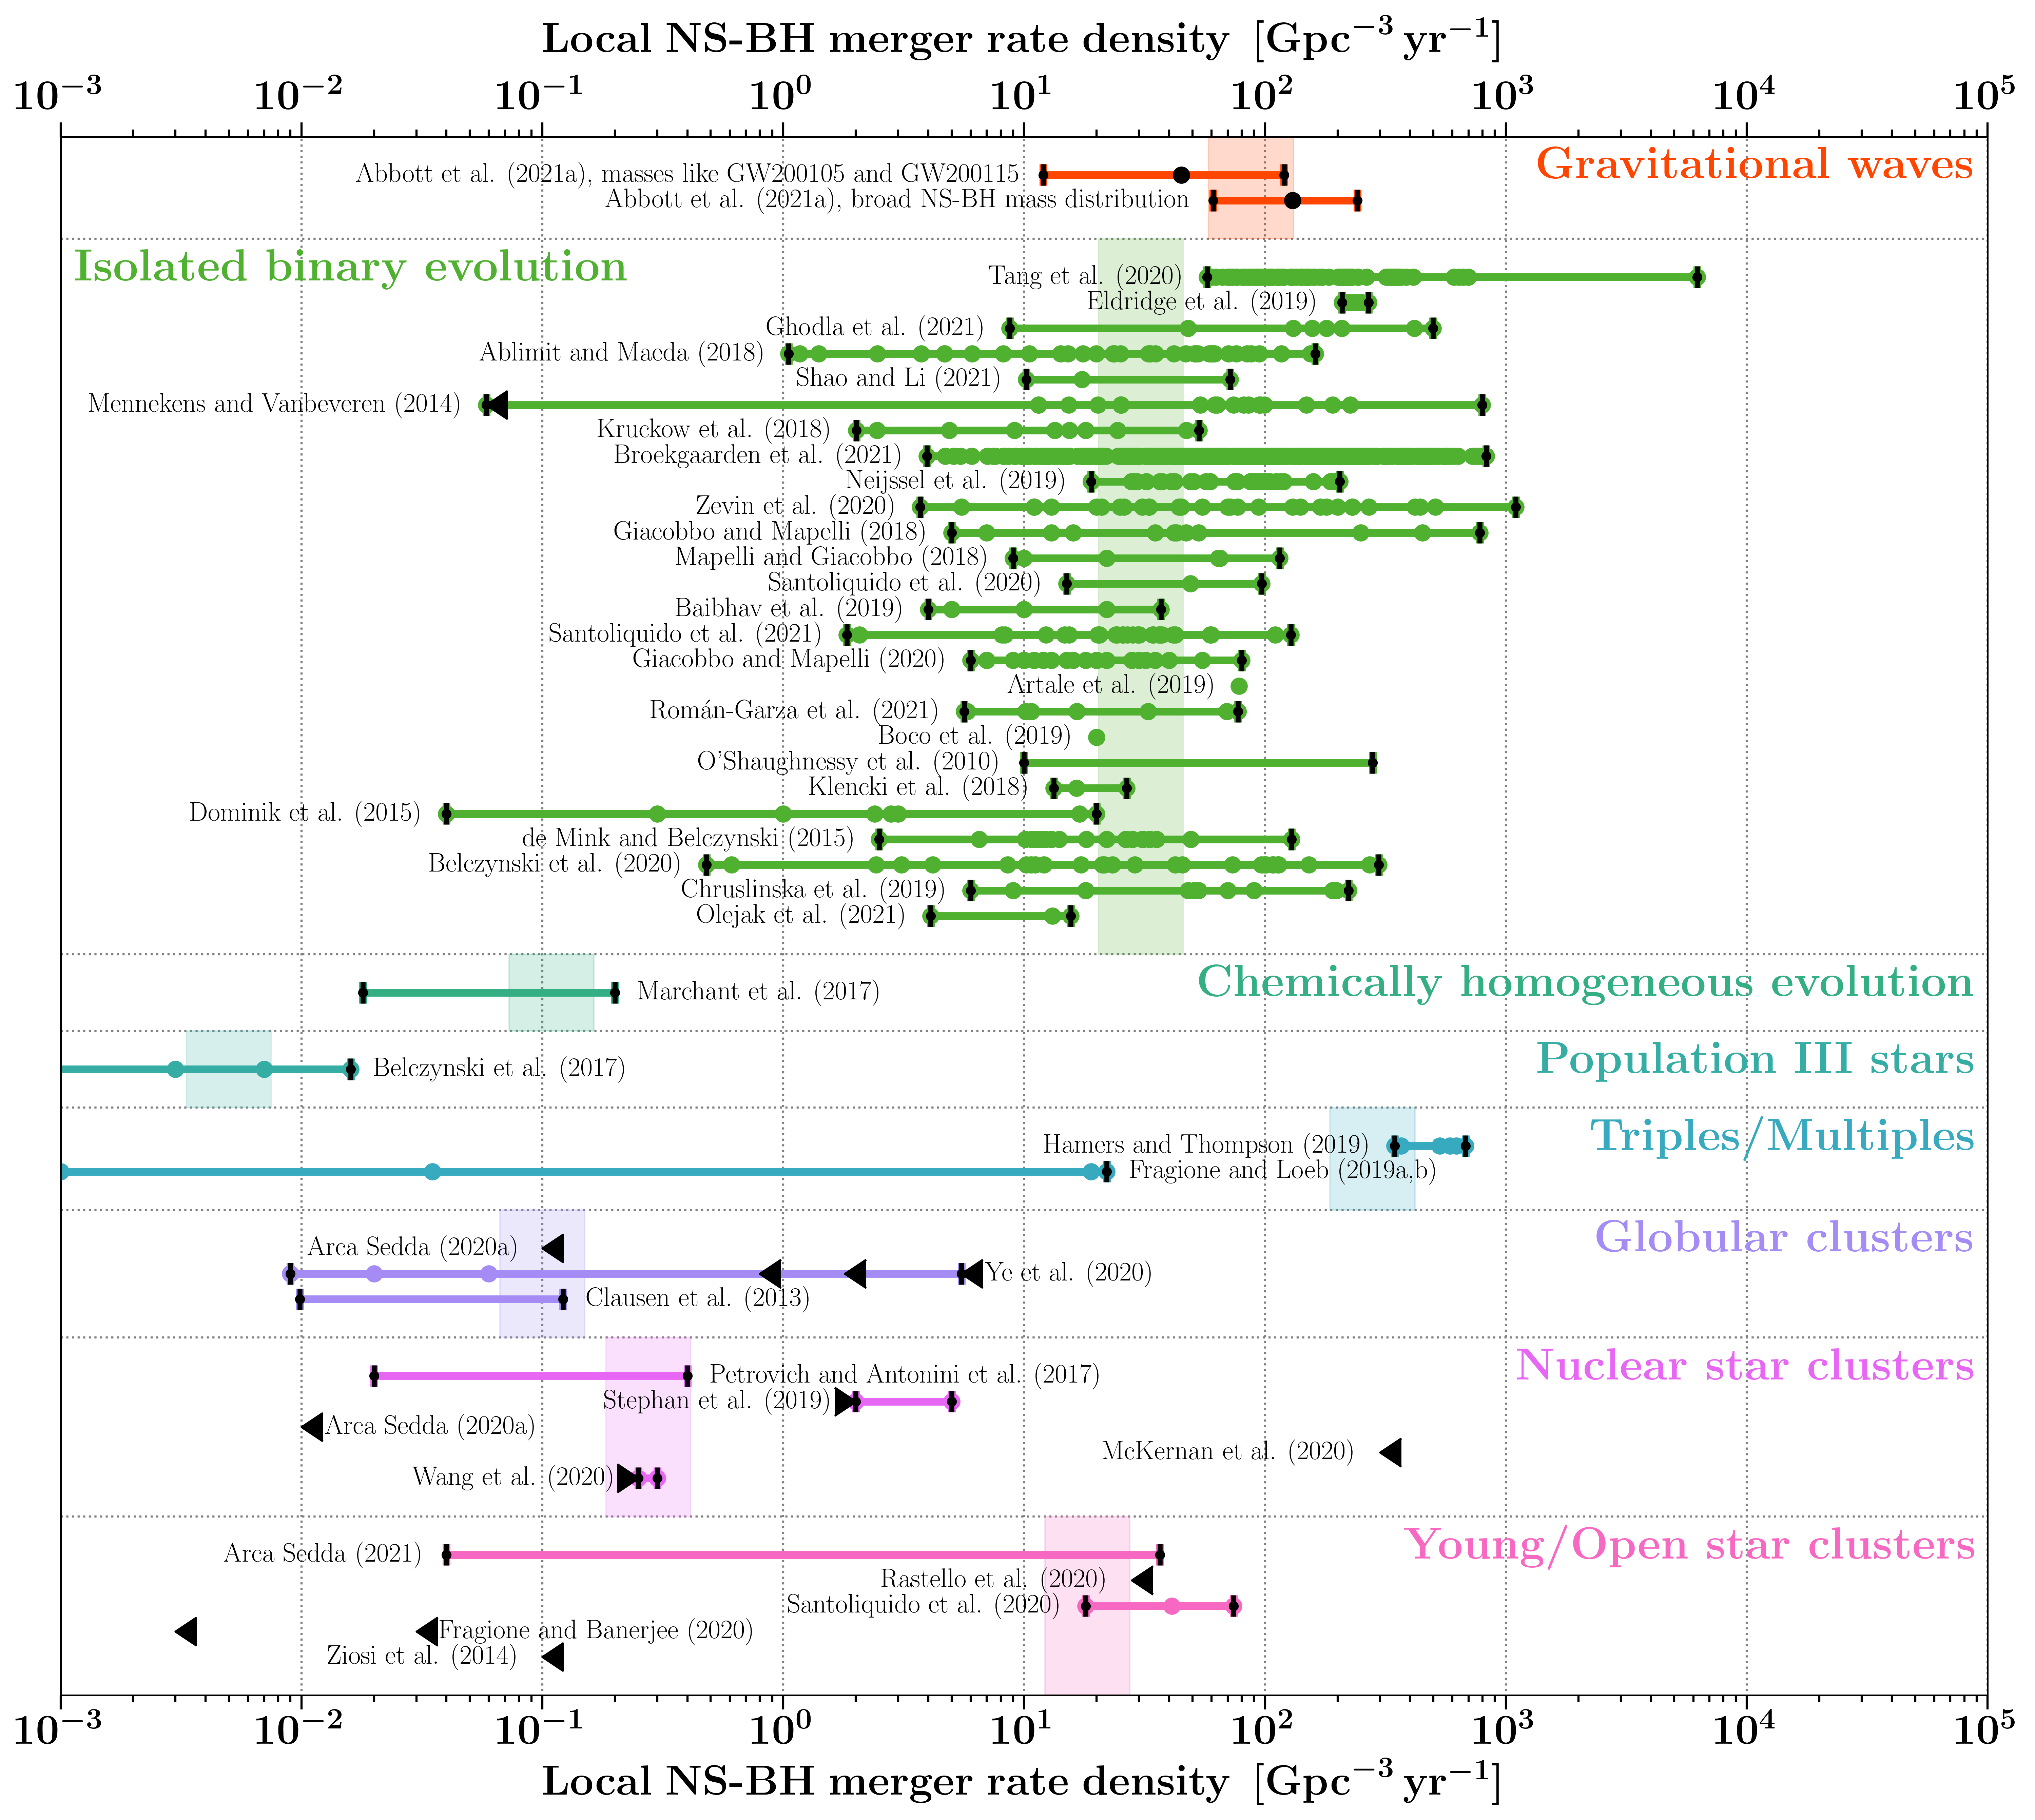 Local NS-BH merger rate density [Gpc⁻³ yr⁻¹]
10⁻³ 10⁻² 10⁻¹ 10⁰ 10¹ 10² 10³ 10⁴ 10⁵
Gravitational waves
Abbott et al. (2021a), masses like GW200105 and GW200115
Abbott et al. (2021a), broad NS-BH mass distribution
Isolated binary evolution
Tang et al. (2020)
Eldridge et al. (2019)
Ghodla et al. (2021)
Ablimit and Maeda (2018)
Shao and Li (2021)
Mennekens and Vanbeveren (2014)
Kruckow et al. (2018)
Broekgaarden et al. (2021)
Neijssel et al. (2019)
Zevin et al. (2020)
Giacobbo and Mapelli (2018)
Mapelli and Giacobbo (2018)
Santoliquido et al. (2020)
Baibhav et al. (2019)
Santoliquido et al. (2021)
Giacobbo and Mapelli (2020)
Artale et al. (2019)
Román-Garza et al. (2021)
Boco et al. (2019)
O'Shaughnessy et al. (2010)
Klencki et al. (2018)
Dominik et al. (2015)
de Mink and Belczynski (2015)
Belczynski et al. (2020)
Chruslinska et al. (2019)
Olejak et al. (2021)
Chemically homogeneous evolution
Marchant et al. (2017)
Population III stars
Belczynski et al. (2017)
Triples/Multiples
Hamers and Thompson (2019)
Fragione and Loeb (2019a,b)
Globular clusters
Arca Sedda (2020a)
Ye et al. (2020)
Clausen et al. (2013)
Nuclear star clusters
Petrovich and Antonini et al. (2017)
Stephan et al. (2019)
Arca Sedda (2020a)
McKernan et al. (2020)
Wang et al. (2020)
Young/Open star clusters
Arca Sedda (2021)
Rastello et al. (2020)
Santoliquido et al. (2020)
Fragione and Banerjee (2020)
Ziosi et al. (2014)
10⁻³ 10⁻² 10⁻¹ 10⁰ 10¹ 10² 10³ 10⁴ 10⁵
Local NS-BH merger rate density [Gpc⁻³ yr⁻¹]